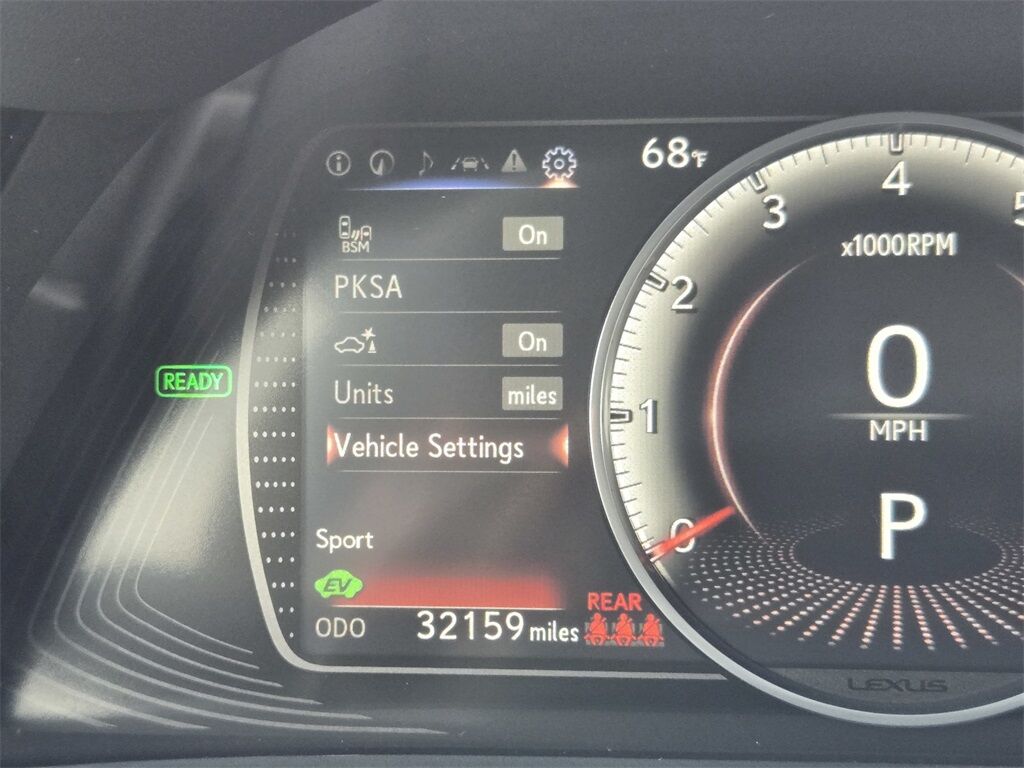 68°F
BSM On
PKSA
On
Units miles
Vehicle Settings
READY
Sport
EV
ODO 32159 miles
REAR
0
1
2
3
4
5
x1000RPM
0
MPH
P
LEXUS